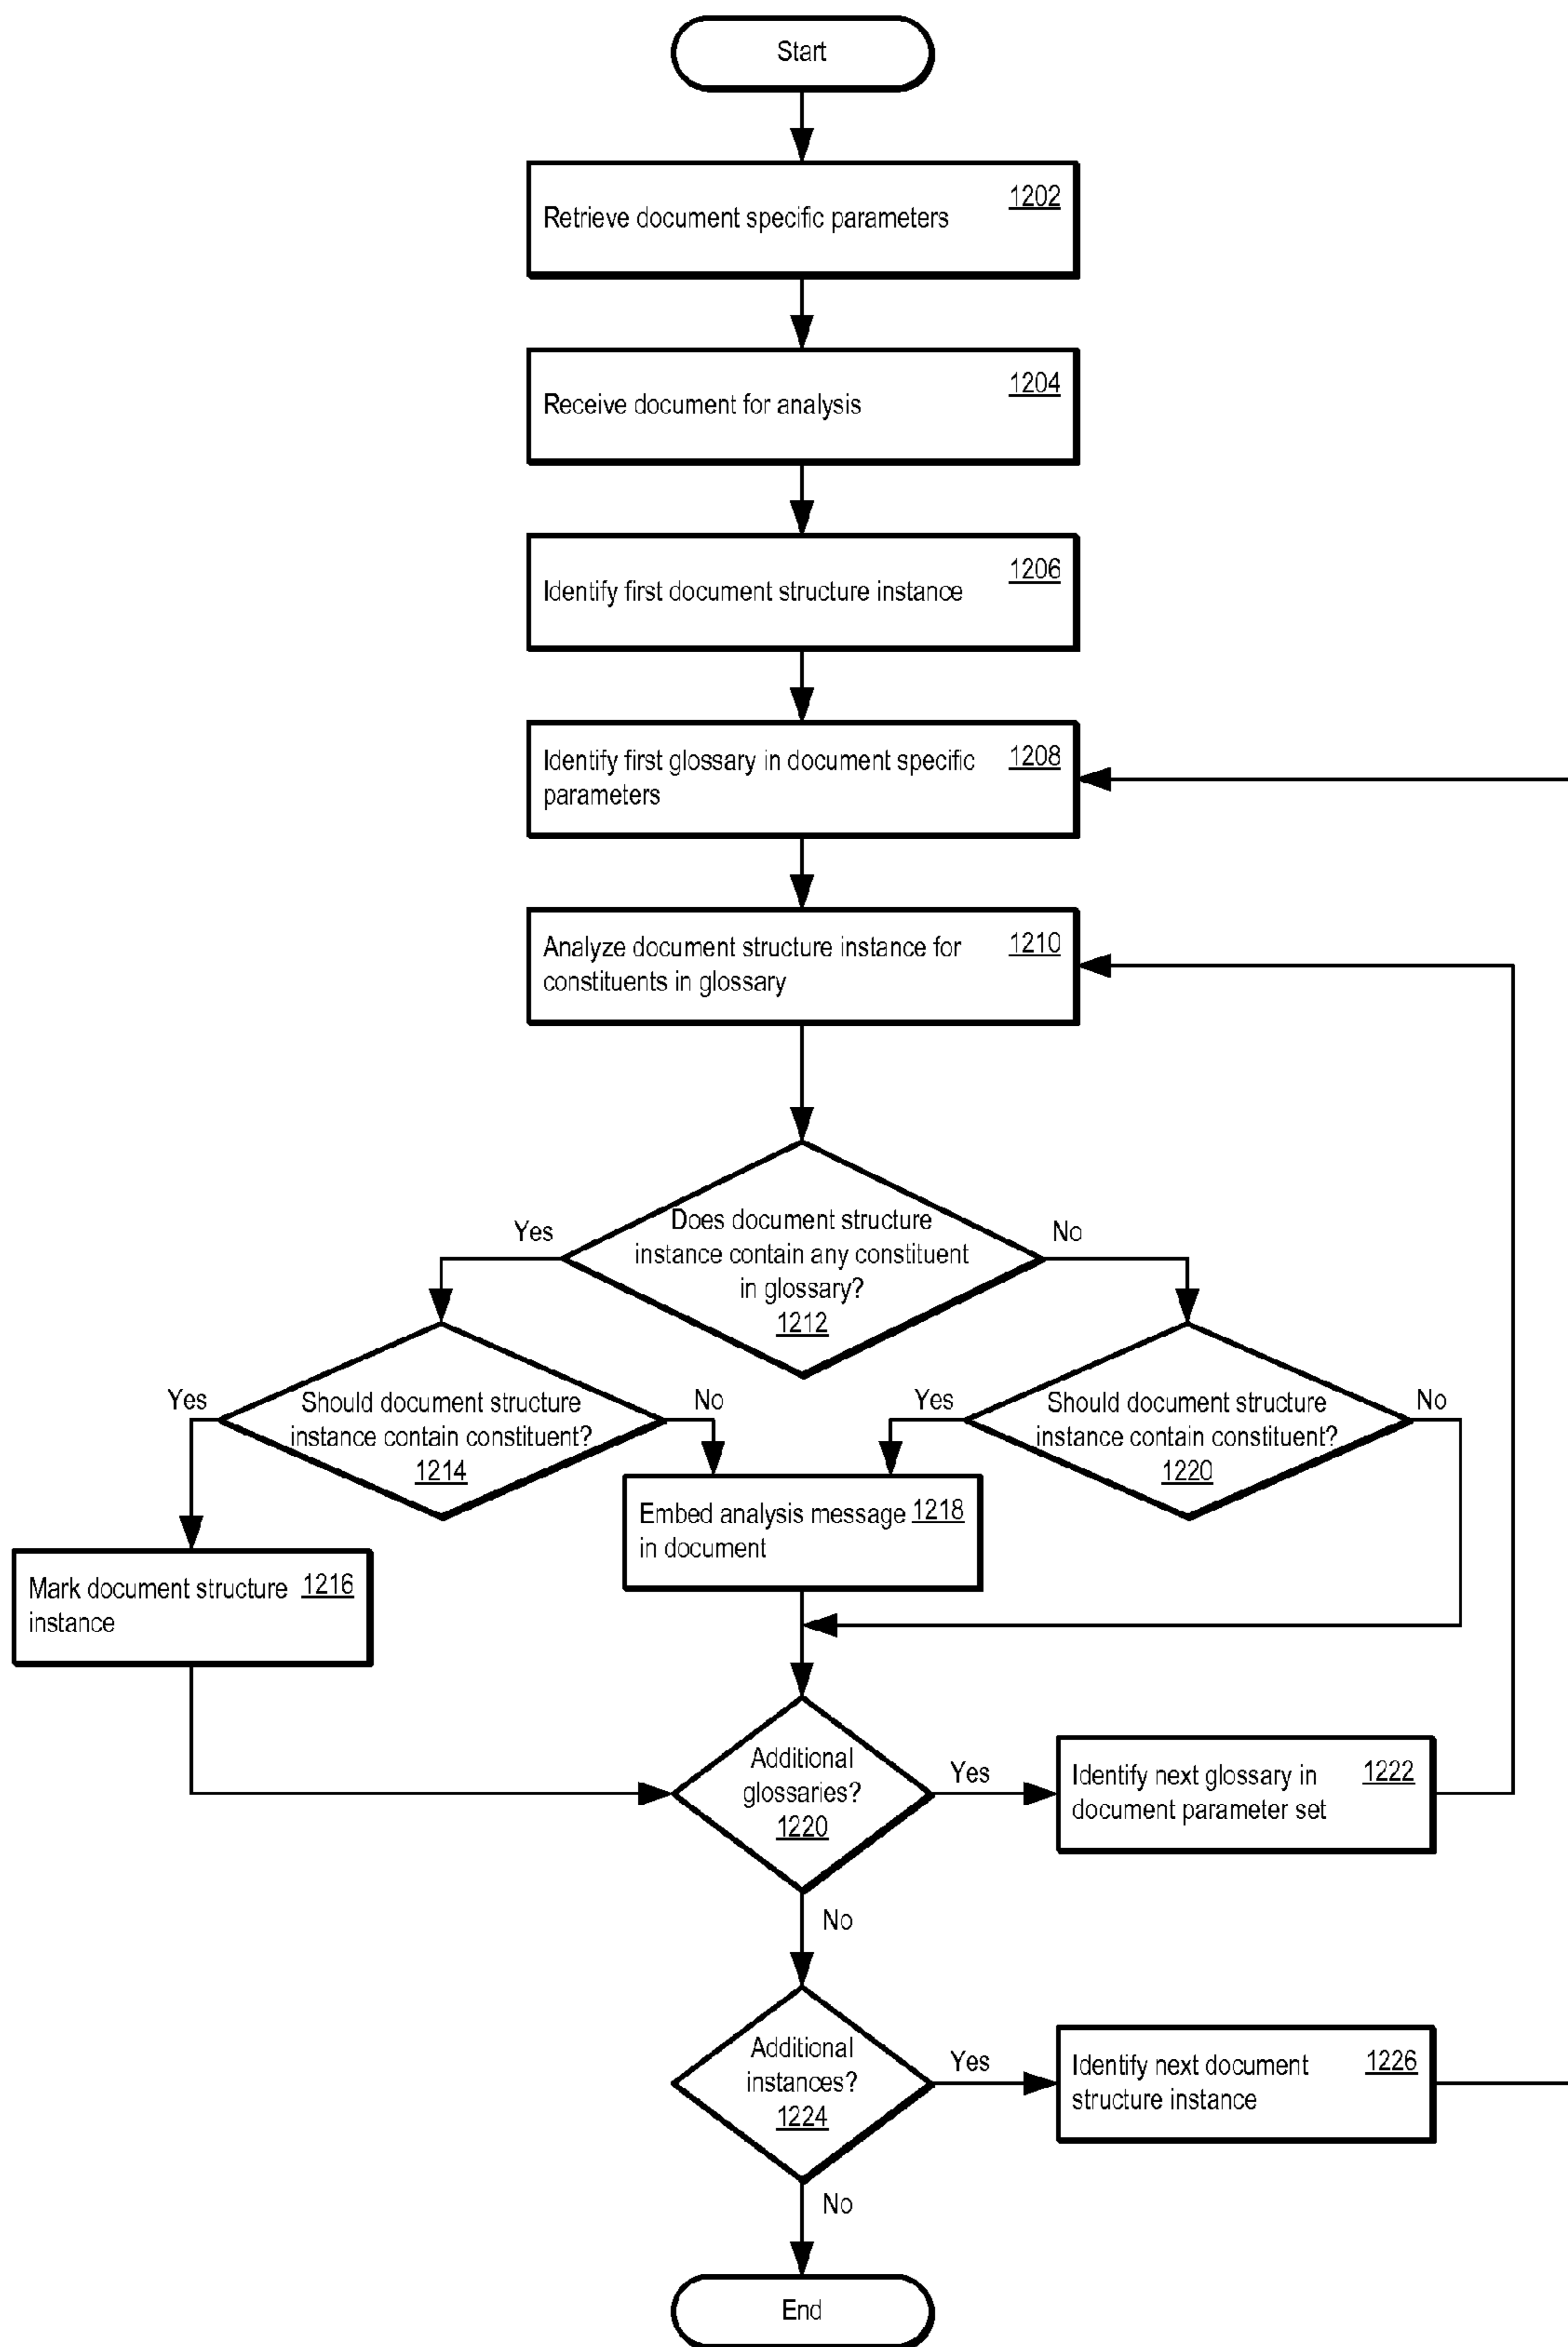 Start
1202
Retrieve document specific parameters
1204
Receive document for analysis
1206
Identify first document structure instance
Identify first glossary in document specific 1208
parameters
Analyze document structure instance for 1210
constituents in glossary
Does document structure
Yes
No
instance contain any constituent
in glossary?
1212
Yes
Should document structure
No
instance contain constituent?
1214
Yes
Should document structure
No
instance contain constituent?
1220
Embed analysis message 1218
in document
Mark document structure 1216
instance
Additional
glossaries?
1220
Yes
Identify next glossary in 1222
document parameter set
No
Additional
instances?
1224
Yes
Identify next document 1226
structure instance
No
End